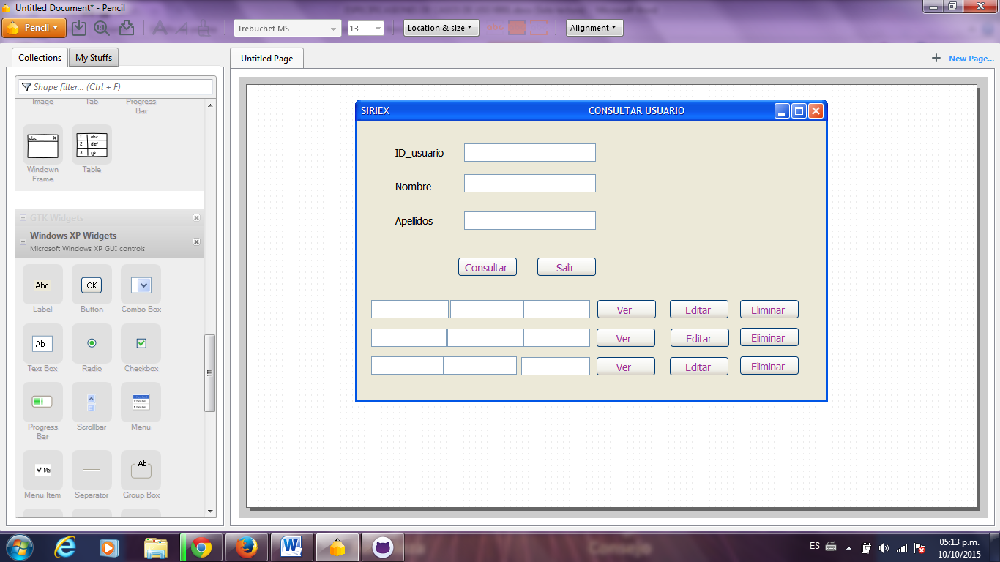 Untitled Document* - Pencil
Pencil
1:1
Trebuchet MS
13
Location & size
abc
Alignment
Collections
My Stuffs
Untitled Page
New Page...
Shape filter... (Ctrl + F)
Image
Tab
Progress
Bar
abc X
1 abc
2 def
3 ijk
Windown
Frame
Table
GTK Widgets
Windows XP Widgets
Microsoft Windows XP GUI controls
Abc
OK
Label
Button
Combo Box
Ab
Text Box
Radio
Checkbox
Progress
Bar
Scrollbar
Menu
Men
Ab
Menu Item
Separator
Group Box
SIRIEX
CONSULTAR USUARIO
ID_usuario
Nombre
Apellidos
Consultar
Salir
Ver
Editar
Eliminar
Ver
Editar
Eliminar
Ver
Editar
Eliminar
ES
05:13 p.m.
10/10/2015